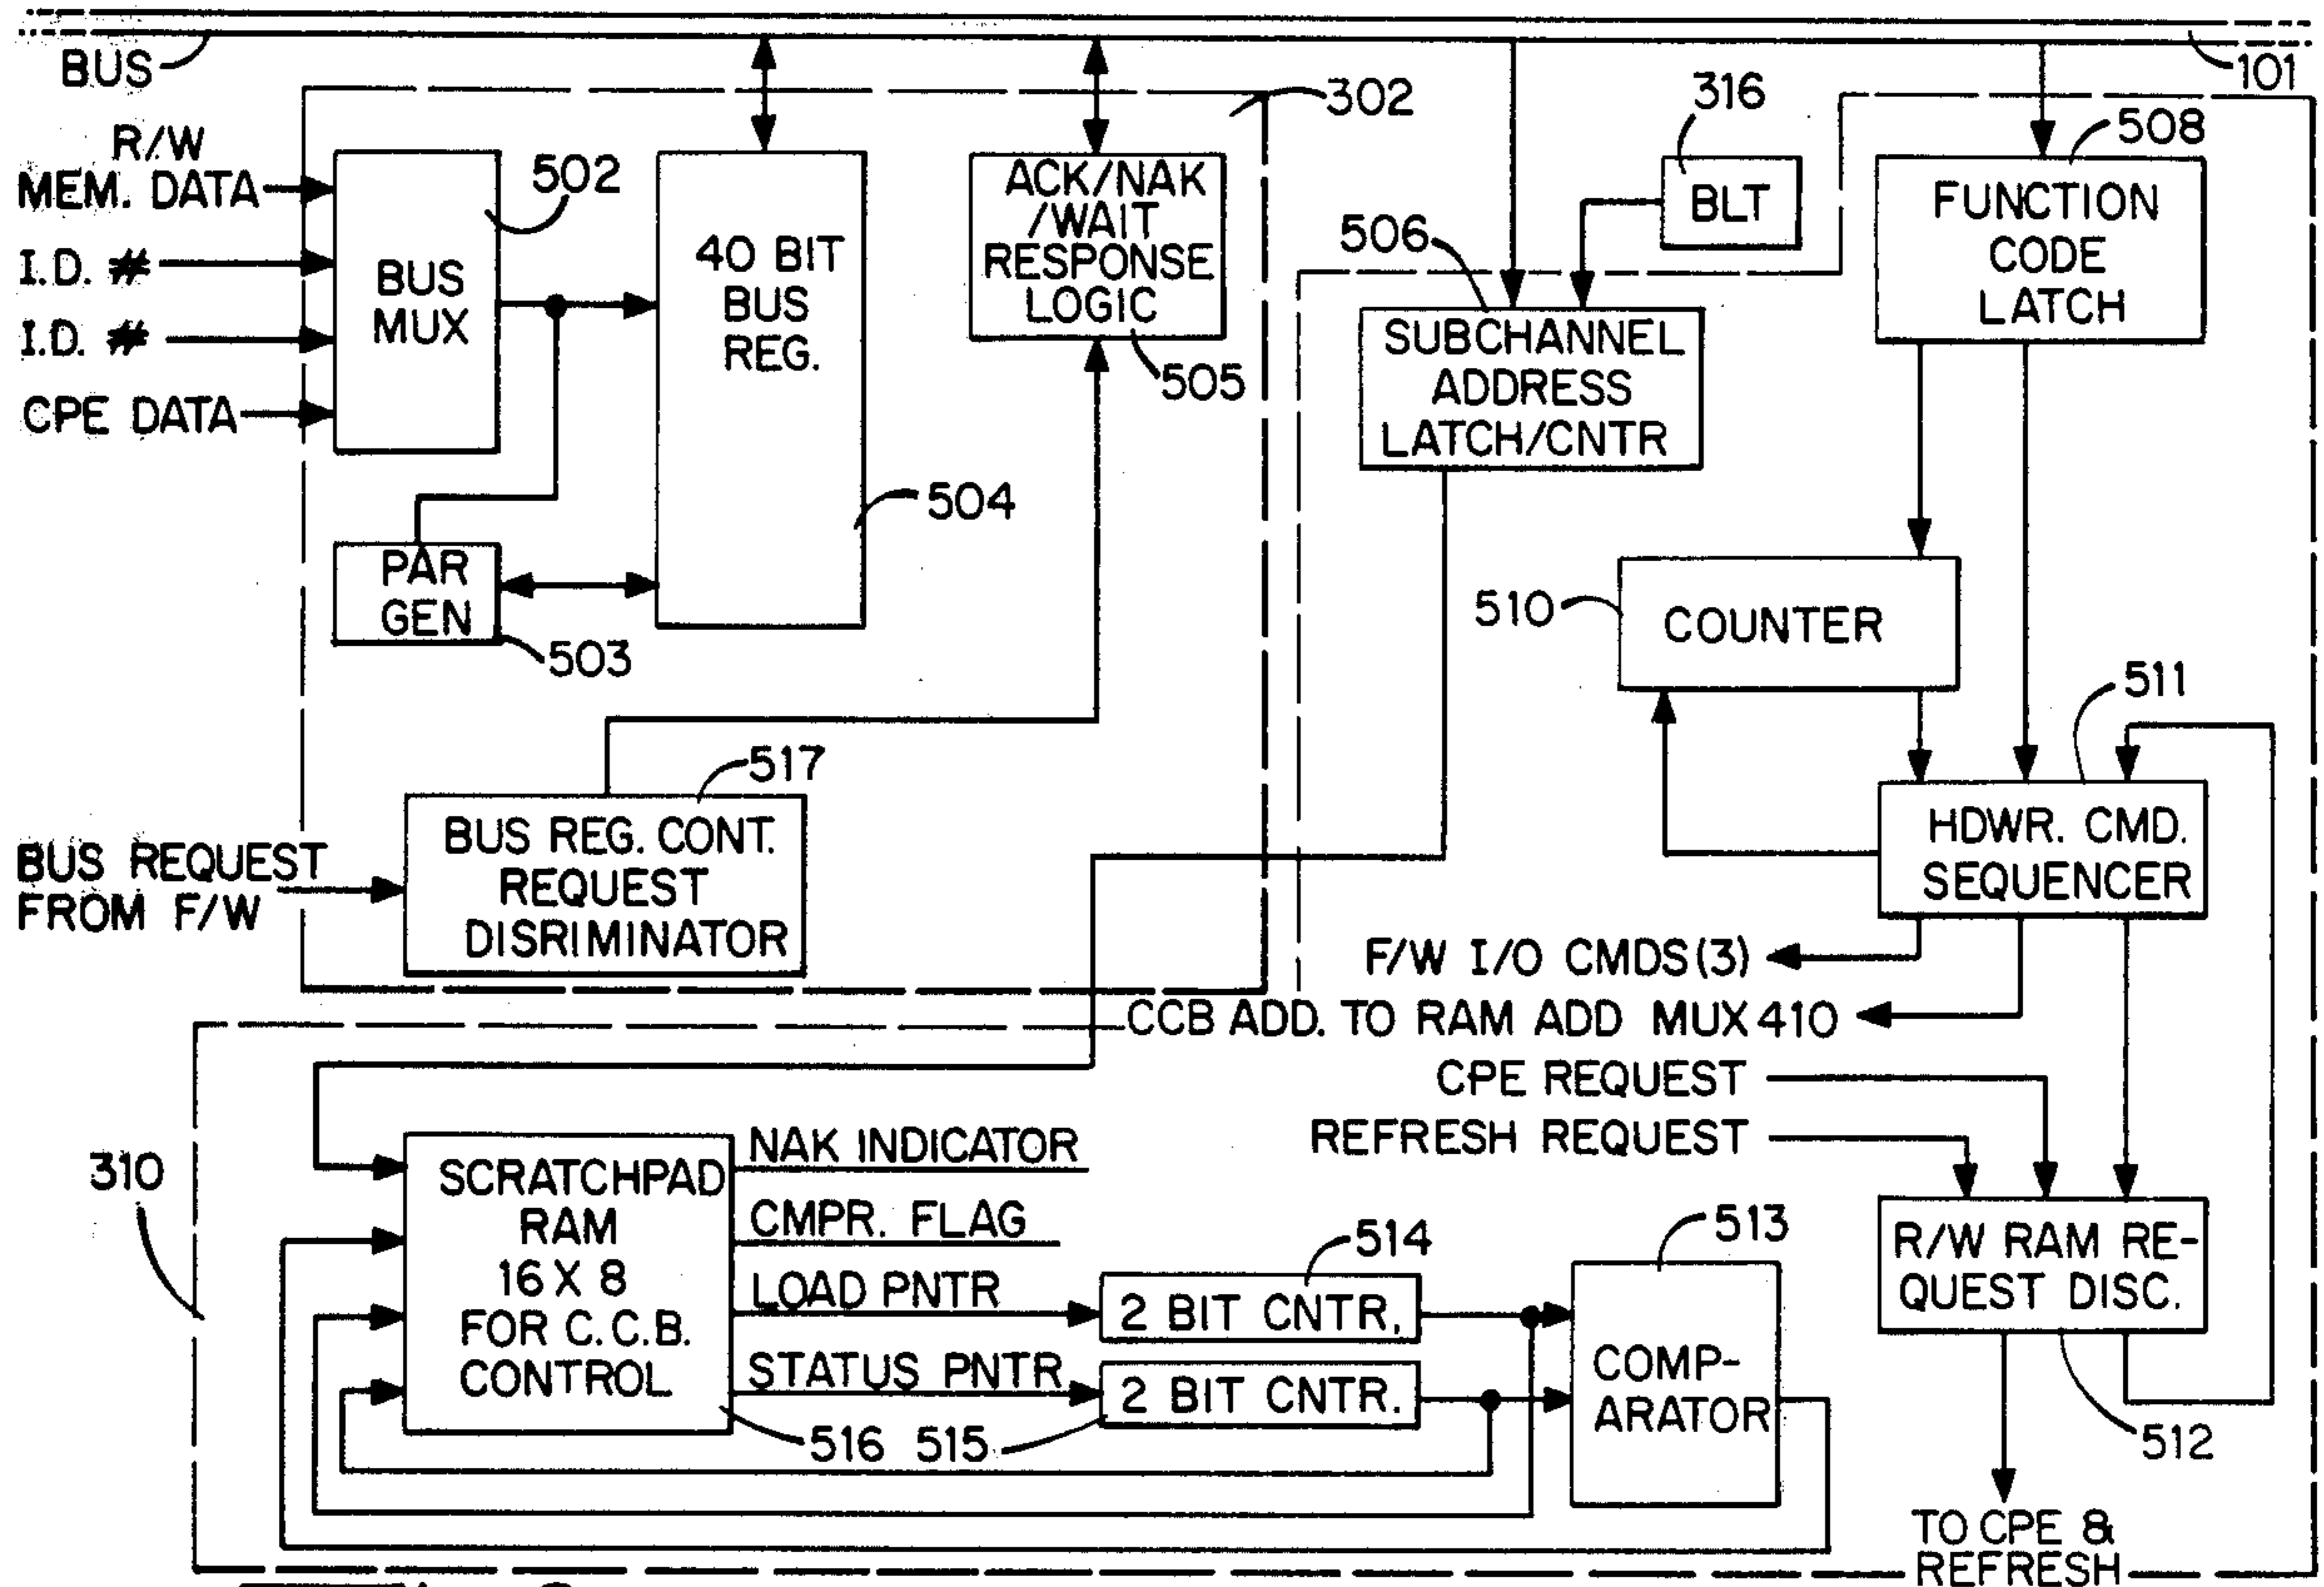 BUS
101
302
316
R/W
MEM. DATA
I.D. #
I.D. #
CPE DATA
502
BUS
MUX
40 BIT
BUS
REG.
504
PAR
GEN
503
ACK/NAK
/WAIT
RESPONSE
LOGIC
505
BLT
506
SUBCHANNEL
ADDRESS
LATCH/CNTR
508
FUNCTION
CODE
LATCH
510
COUNTER
511
HDWR. CMD.
SEQUENCER
517
BUS REG. CONT.
REQUEST
DISRIMINATOR
BUS REQUEST
FROM F/W
F/W I/O CMDS(3)
CCB ADD. TO RAM ADD MUX 410
CPE REQUEST
REFRESH REQUEST
310
SCRATCHPAD
RAM
16 X 8
FOR C.C.B.
CONTROL
516
NAK INDICATOR
CMPR. FLAG
LOAD PNTR
STATUS PNTR
514
2 BIT CNTR.
515
2 BIT CNTR.
513
COMP-
ARATOR
R/W RAM RE-
QUEST DISC.
512
TO CPE &
REFRESH